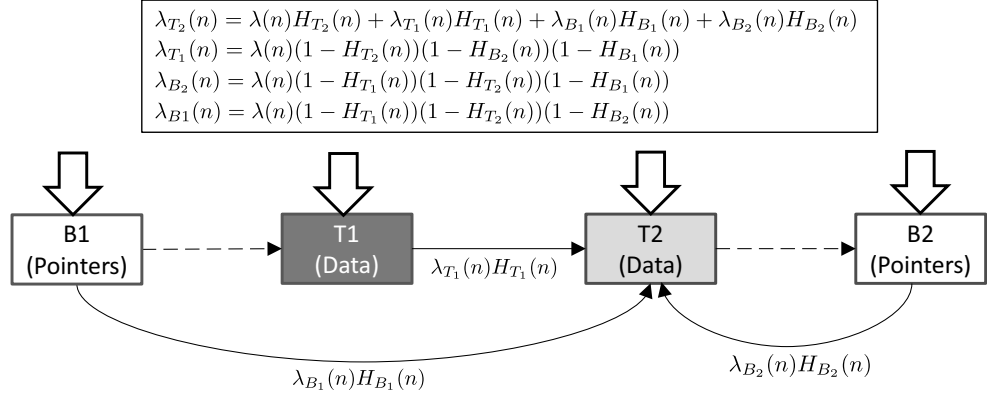 λ_{T_2}(n) = λ(n)H_{T_2}(n) + λ_{T_1}(n)H_{T_1}(n) + λ_{B_1}(n)H_{B_1}(n) + λ_{B_2}(n)H_{B_2}(n)
λ_{T_1}(n) = λ(n)(1 − H_{T_2}(n))(1 − H_{B_2}(n))(1 − H_{B_1}(n))
λ_{B_2}(n) = λ(n)(1 − H_{T_1}(n))(1 − H_{T_2}(n))(1 − H_{B_1}(n))
λ_{B1}(n) = λ(n)(1 − H_{T_1}(n))(1 − H_{T_2}(n))(1 − H_{B_2}(n))
B1
(Pointers)
T1
(Data)
λ_{T_1}(n)H_{T_1}(n)
T2
(Data)
B2
(Pointers)
λ_{B_1}(n)H_{B_1}(n)
λ_{B_2}(n)H_{B_2}(n)